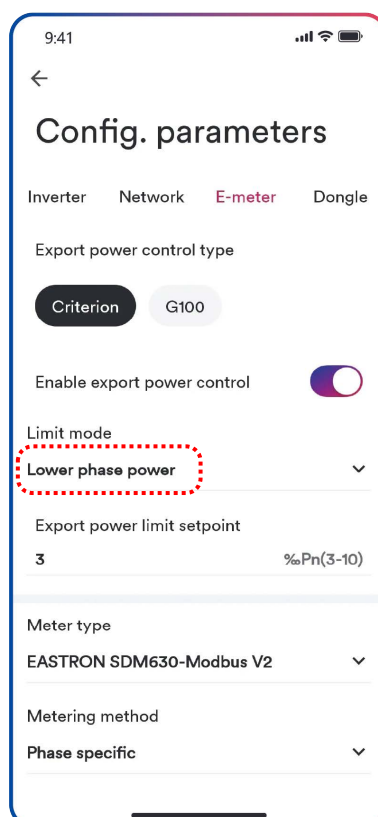 9:41
Config. parameters
Inverter Network E-meter Dongle
Export power control type
Criterion G100
Enable export power control
Limit mode
Lower phase power
Export power limit setpoint
3 ‰Pn(3-10)
Meter type
EASTRON SDM630-Modbus V2
Metering method
Phase specific